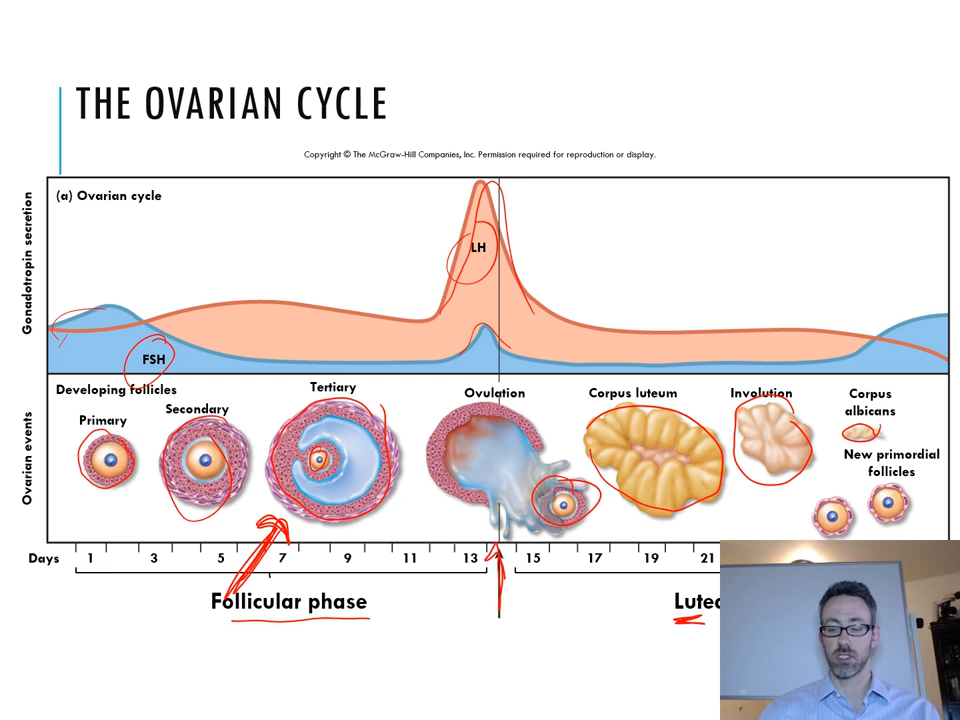 THE OVARIAN CYCLE
Copyright © The McGraw-Hill Companies, Inc. Permission required for reproduction or display.
(a) Ovarian cycle
Gonadotropin secretion
LH
FSH
Developing follicles
Primary
Secondary
Tertiary
Ovulation
Corpus luteum
Involution
Corpus
albicans
New primordial
follicles
Ovarian events
Days 1 3 5 7 9 11 13 15 17 19 21
Follicular phase